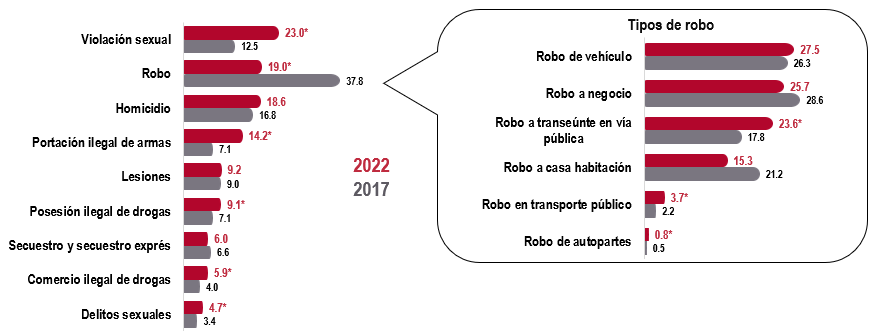 Violación sexual
23.0*
12.5
Robo
19.0*
37.8
Homicidio
18.6
16.8
Portación ilegal de armas
14.2*
7.1
Lesiones
9.2
9.0
Posesión ilegal de drogas
9.1*
7.1
Secuestro y secuestro exprés
6.0
6.6
Comercio ilegal de drogas
5.9*
4.0
Delitos sexuales
4.7*
3.4
2022
2017
Tipos de robo
Robo de vehículo
27.5
26.3
Robo a negocio
25.7
28.6
Robo a transeúnte en vía
pública
23.6*
17.8
Robo a casa habitación
15.3
21.2
Robo en transporte público
3.7*
2.2
Robo de autopartes
0.8*
0.5